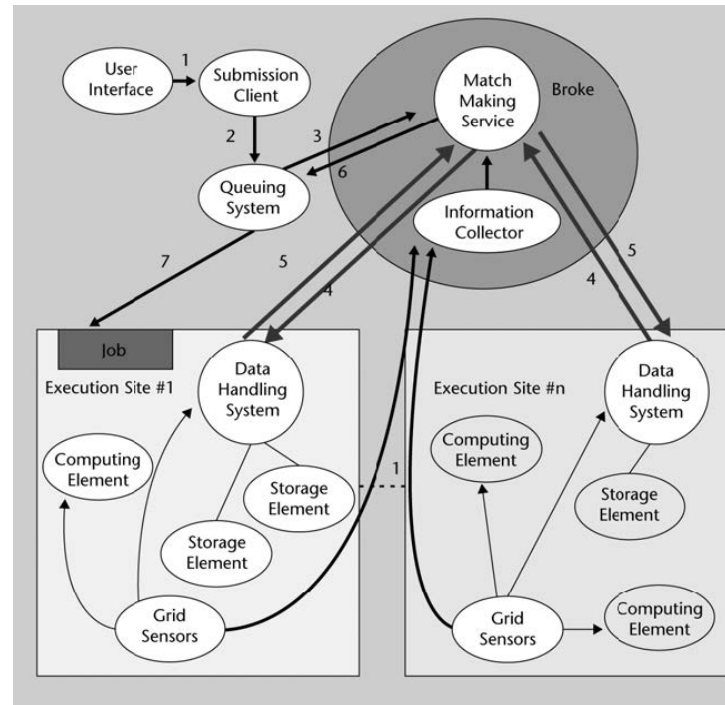 1
User
Interface
Submission
Client
Match
Making
Service
Broke
2
3
6
Queuing
System
Information
Collector
7
5
4
5
4
Job
Execution Site #1
Data
Handling
System
Computing
Element
Storage
Element
Storage
Element
Grid
Sensors
1
Execution Site #n
Data
Handling
System
Computing
Element
Storage
Element
Grid
Sensors
Computing
Element